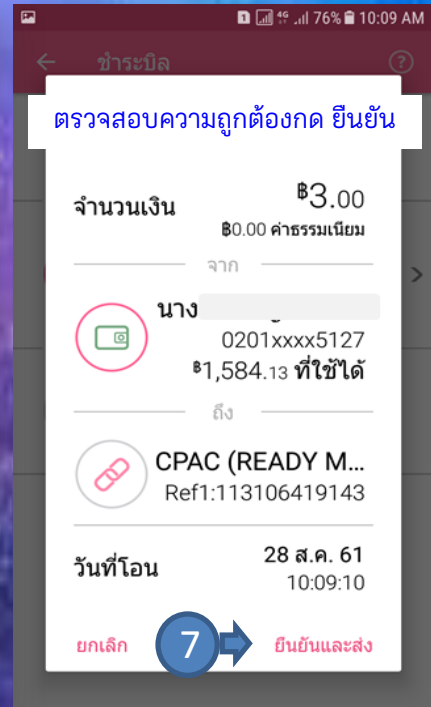 1 4G 76% 10:09 AM
← ชำระบิล ?
ตรวจสอบความถูกต้องกด ยืนยัน
จำนวนเงิน ฿3.00
฿0.00 ค่าธรรมเนียม
จาก
นาง
0201xxxx5127
฿1,584.13 ที่ใช้ได้
ถึง
CPAC (READY M...
Ref1:113106419143
วันที่โอน 28 ส.ค. 61
10:09:10
ยกเลิก 7 ยืนยันและส่ง